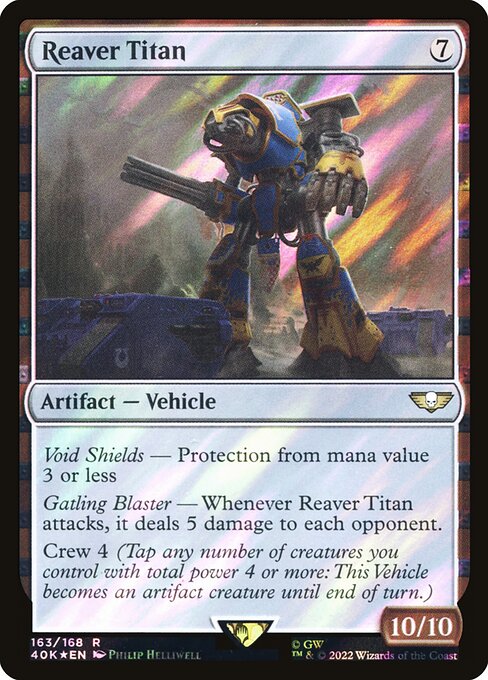 Reaver Titan 7
Artifact — Vehicle
Void Shields — Protection from mana value
3 or less
Gatling Blaster — Whenever Reaver Titan
attacks, it deals 5 damage to each opponent.
Crew 4 (Tap any number of creatures you
control with total power 4 or more: This Vehicle
becomes an artifact creature until end of turn.)
10/10
163/168 R
40K★EN Philip Helliwell
© GW
™ & © 2022 Wizards of the Coast